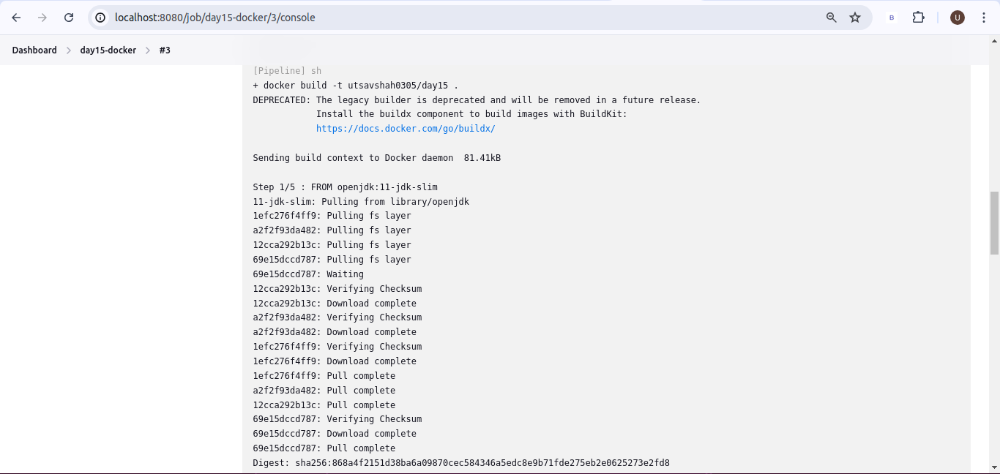 localhost:8080/job/day15-docker/3/console
B
U
Dashboard > day15-docker > #3
[Pipeline] sh
+ docker build -t utsavshah0305/day15 .
DEPRECATED: The legacy builder is deprecated and will be removed in a future release.
Install the buildx component to build images with BuildKit:
https://docs.docker.com/go/buildx/
Sending build context to Docker daemon  81.41kB
Step 1/5 : FROM openjdk:11-jdk-slim
11-jdk-slim: Pulling from library/openjdk
1efc276f4ff9: Pulling fs layer
a2f2f93da482: Pulling fs layer
12cca292b13c: Pulling fs layer
69e15dccd787: Pulling fs layer
69e15dccd787: Waiting
12cca292b13c: Verifying Checksum
12cca292b13c: Download complete
a2f2f93da482: Verifying Checksum
a2f2f93da482: Download complete
1efc276f4ff9: Verifying Checksum
1efc276f4ff9: Download complete
1efc276f4ff9: Pull complete
a2f2f93da482: Pull complete
12cca292b13c: Pull complete
69e15dccd787: Verifying Checksum
69e15dccd787: Download complete
69e15dccd787: Pull complete
Digest: sha256:868a4f2151d38ba6a09870cec584346a5edc8e9b71fde275eb2e0625273e2fd8